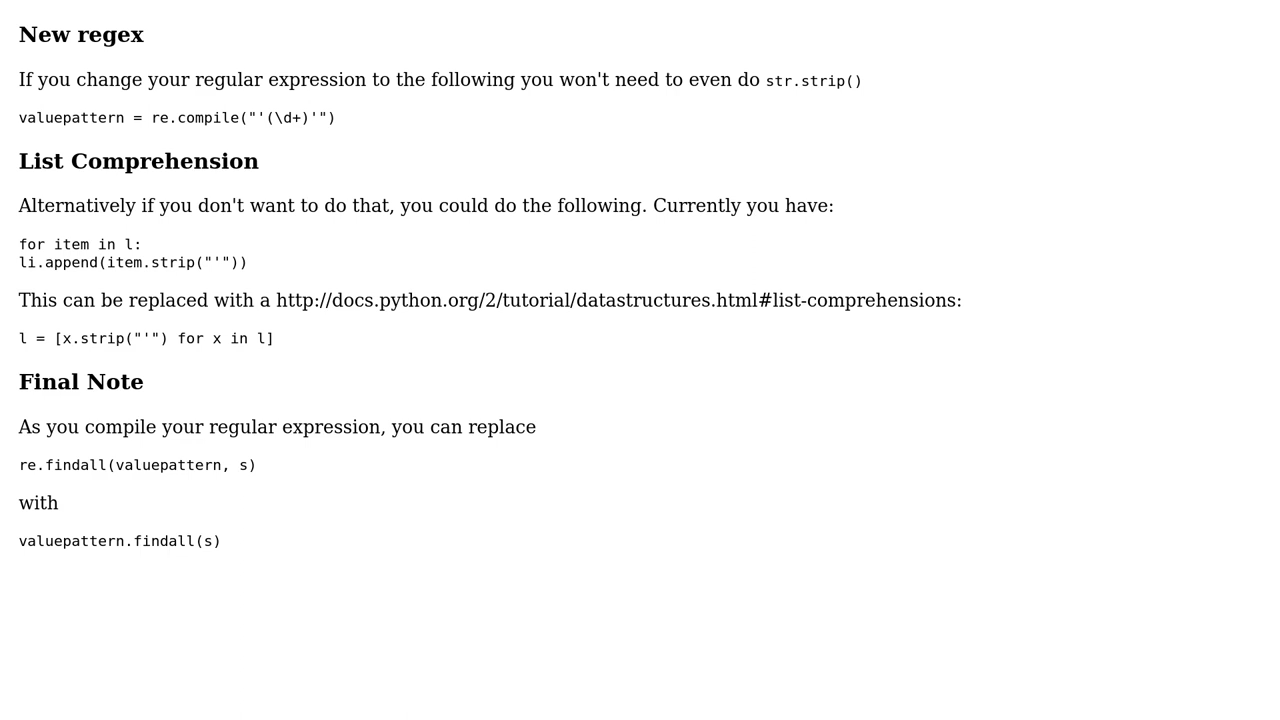 New regex
If you change your regular expression to the following you won't need to even do str.strip()
valuepattern = re.compile("'(\d+)'")
List Comprehension
Alternatively if you don't want to do that, you could do the following. Currently you have:
for item in l:
li.append(item.strip("'"))
This can be replaced with a http://docs.python.org/2/tutorial/datastructures.html#list-comprehensions:
l = [x.strip("'") for x in l]
Final Note
As you compile your regular expression, you can replace
re.findall(valuepattern, s)
with
valuepattern.findall(s)